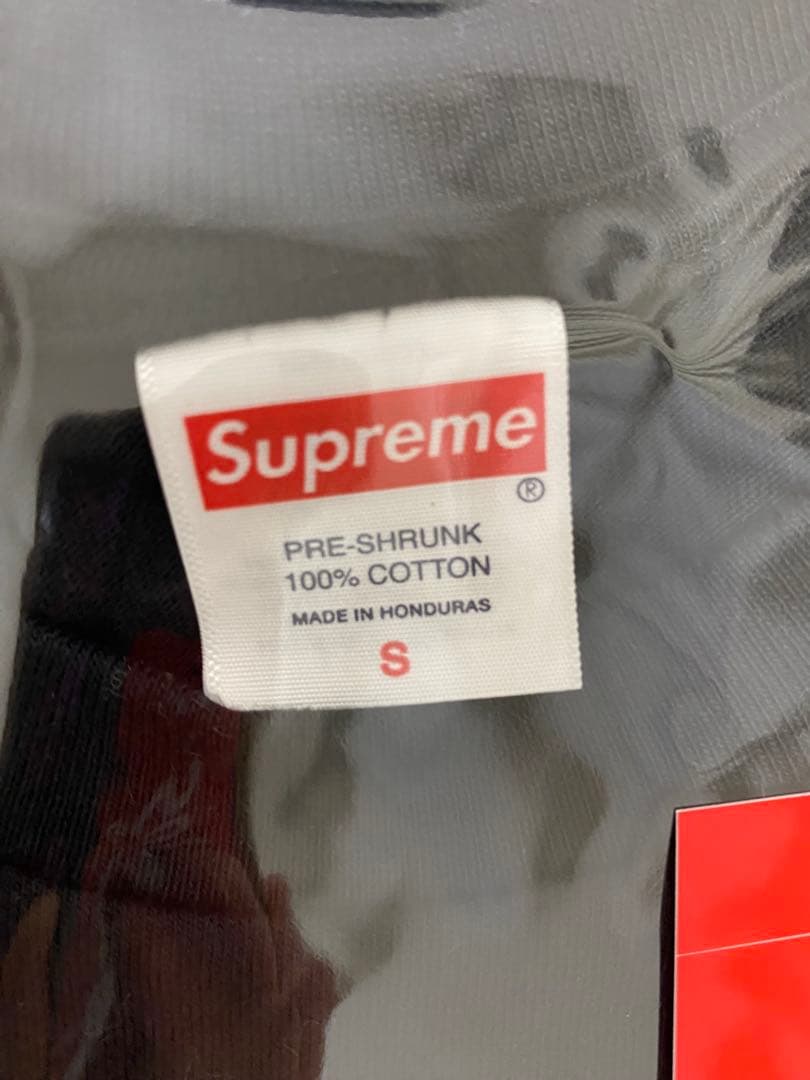 Supreme
®
PRE-SHRUNK
100% COTTON
MADE IN HONDURAS
S